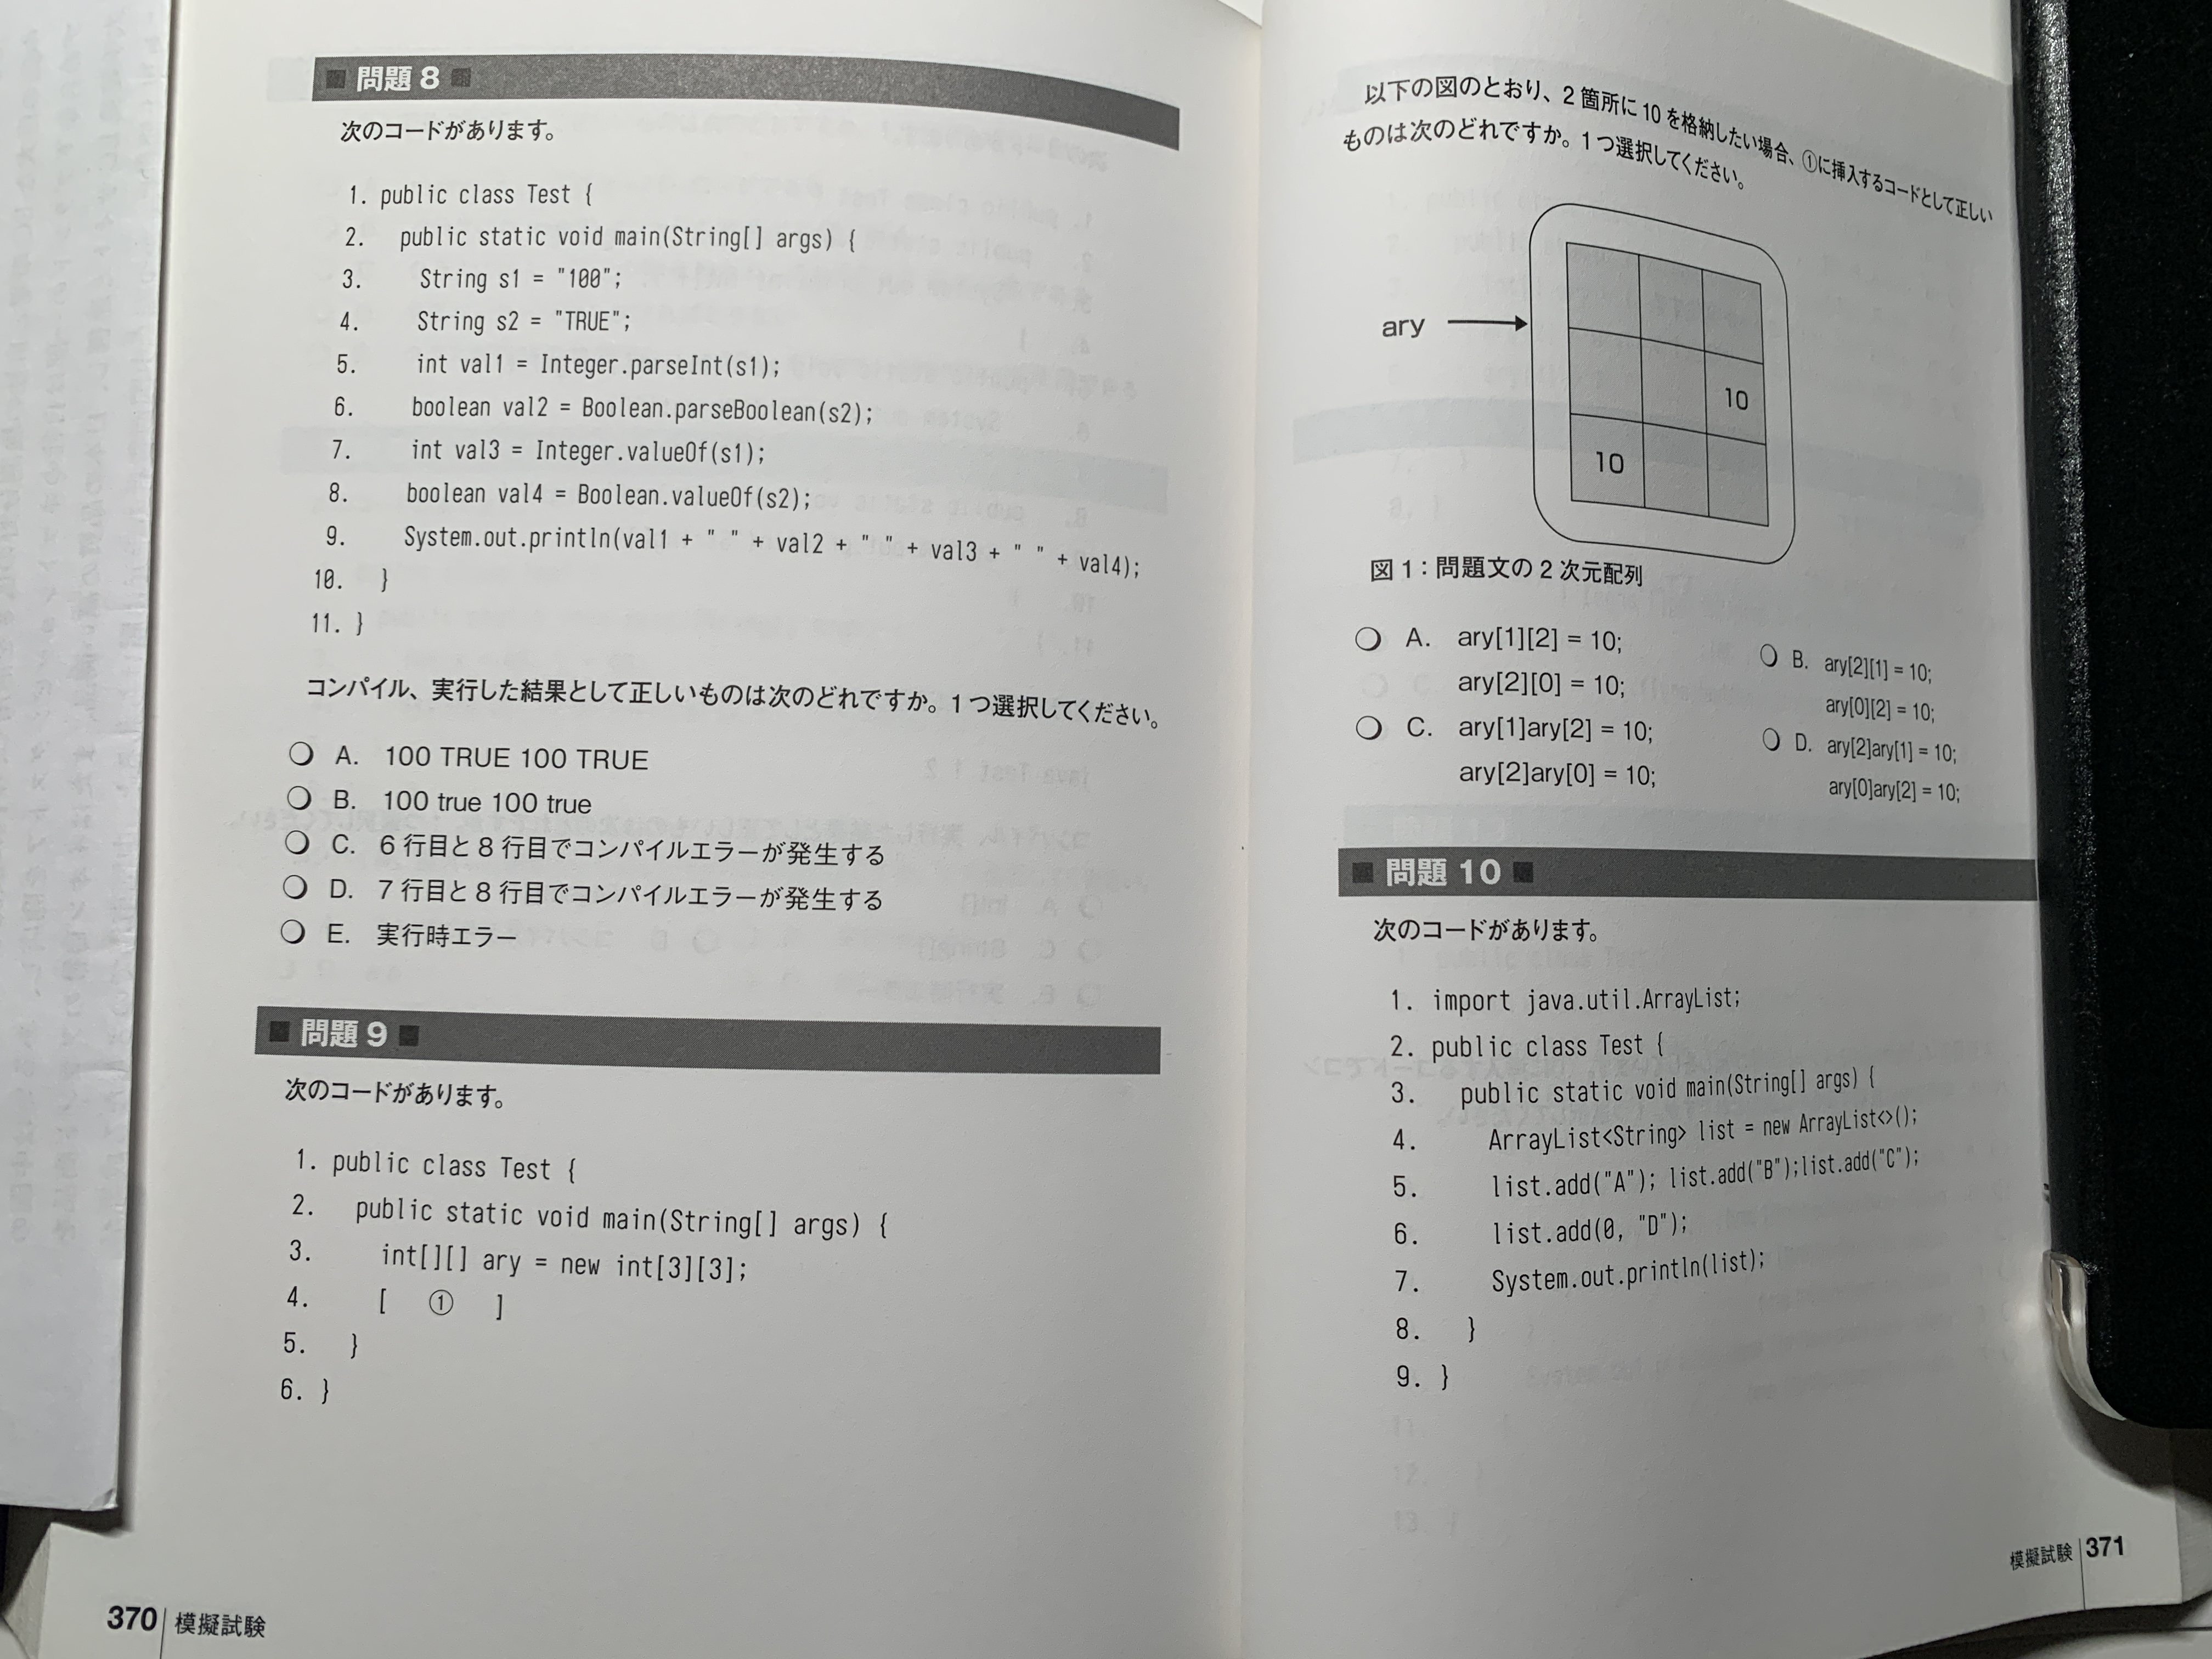 ■ 問題 8 ■
次のコードがあります。
1. public class Test {
2. public static void main(String[] args) {
3. String s1 = "100";
4. String s2 = "TRUE";
5. int val1 = Integer.parseInt(s1);
6. boolean val2 = Boolean.parseBoolean(s2);
7. int val3 = Integer.valueOf(s1);
8. boolean val4 = Boolean.valueOf(s2);
9. System.out.println(val1 + " " + val2 + " " + val3 + " " + val4);
10. }
11. }
コンパイル、実行した結果として正しいものは次のどれですか。1つ選択してください。
○ A. 100 TRUE 100 TRUE
○ B. 100 true 100 true
○ C. 6行目と8行目でコンパイルエラーが発生する
○ D. 7行目と8行目でコンパイルエラーが発生する
○ E. 実行時エラー
■ 問題 9 ■
次のコードがあります。
1. public class Test {
2. public static void main(String[] args) {
3. int[][] ary = new int[3][3];
4. [ ① ]
5. }
6. }
370 模擬試験
以下の図のとおり、2箇所に10を格納したい場合、①に挿入するコードとして正しい
ものは次のどれですか。1つ選択してください。
ary
10
10
図1：問題文の2次元配列
○ A. ary[1][2] = 10;
ary[2][0] = 10;
○ B. ary[2][1] = 10;
ary[0][2] = 10;
○ C. ary[1]ary[2] = 10;
ary[2]ary[0] = 10;
○ D. ary[2]ary[1] = 10;
ary[0]ary[2] = 10;
■ 問題 10 ■
次のコードがあります。
1. import java.util.ArrayList;
2. public class Test {
3. public static void main(String[] args) {
4. ArrayList<String> list = new ArrayList<>();
5. list.add("A"); list.add("B");list.add("C");
6. list.add(0, "D");
7. System.out.println(list);
8. }
9. }
模擬試験 371